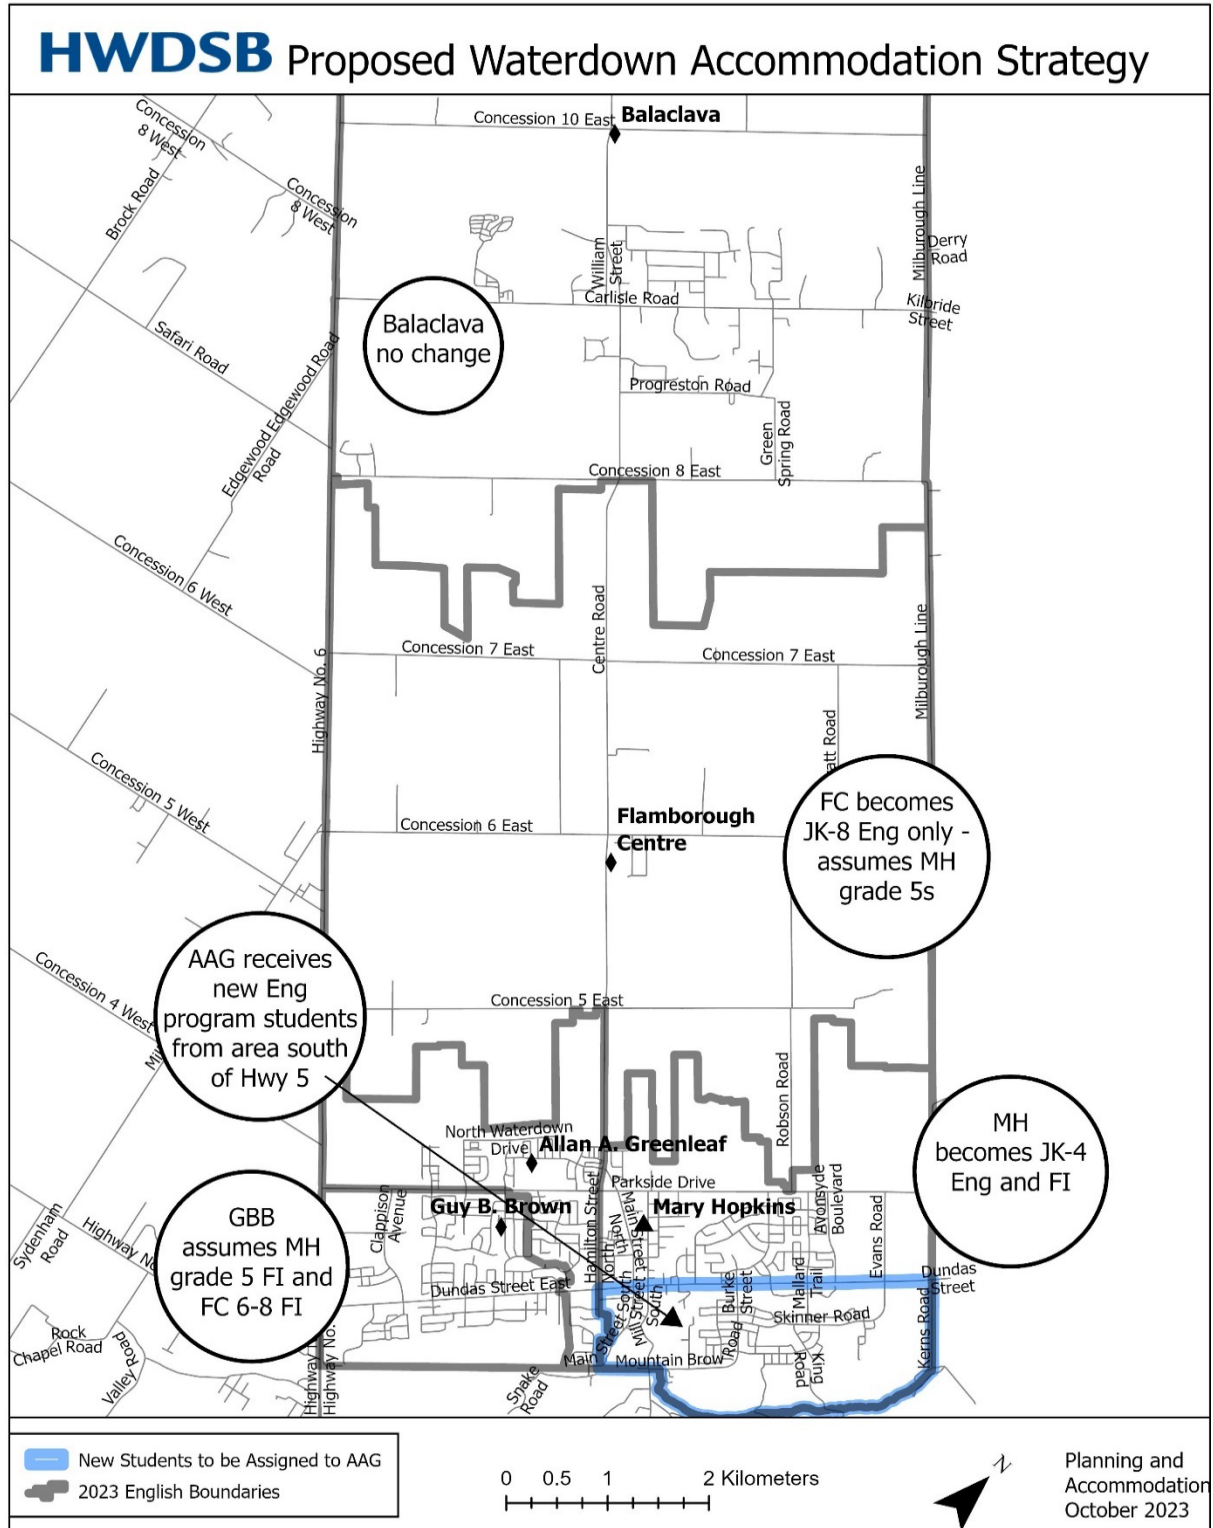 HWDSB Proposed Waterdown Accommodation Strategy
Concession
8 West
Concession 10 East
Balaclava
Concession
8 West
Brock Road
Milburough Line
Derry
Road
William
Street
Carlisle Road
Kilbride
Street
Balaclava
no change
Safari Road
Edgewood Road
Edgewood
Road
Progreston Road
Green
Spring Road
Concession 8 East
Concession 6 West
Centre Road
Milburough Line
Concession 7 East
Concession 7 East
Highway No. 6
att Road
Concession 5 West
FC becomes
JK-8 Eng only -
assumes MH
grade 5s
Flamborough
Centre
Concession 6 East
AAG receives
new Eng
program students
from area south
of Hwy 5
Concession 4 West
Mil
Concession 5 East
Robson Road
North Waterdown
Drive
Allan A. Greenleaf
MH
becomes JK-4
Eng and FI
Parkside Drive
Clappison
Avenue
Guy B. Brown
Hamilton Street
North
Main Street
North
Mary Hopkins
Avonsyde
Boulevard
Evans Road
GBB
assumes MH
grade 5 FI and
FC 6-8 FI
Sydenham
Road
Highway No
Dundas Street East
Dundas
Street
Main Street South
Mill Street
South
Burke
Street
Mallard
Trail
Skinner Road
Kerns Road
Rock
Chapel Road
Valley Road
Highway
Highway No.
Main Street
Mountain Brow
Road
King
Road
Snake
Road
New Students to be Assigned to AAG
2023 English Boundaries
0 0.5 1 2 Kilometers
N
Planning and
Accommodation
October 2023